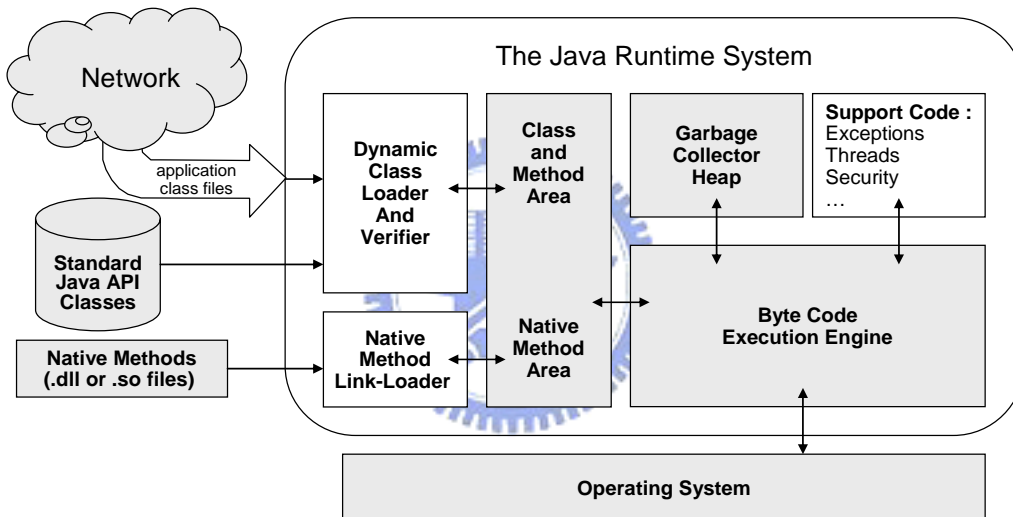 The Java Runtime System
Network
application
class files
Standard
Java API
Classes
Native Methods
(.dll or .so files)
Dynamic
Class
Loader
And
Verifier
Native
Method
Link-Loader
Class
and
Method
Area
Native
Method
Area
Garbage
Collector
Heap
Support Code :
Exceptions
Threads
Security
…
Byte Code
Execution Engine
Operating System